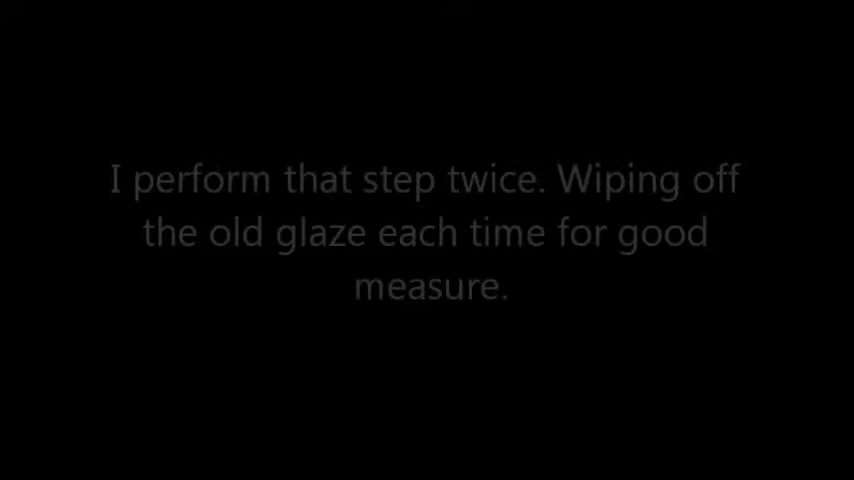 I perform that step twice. Wiping off
the old glaze each time for good
measure.